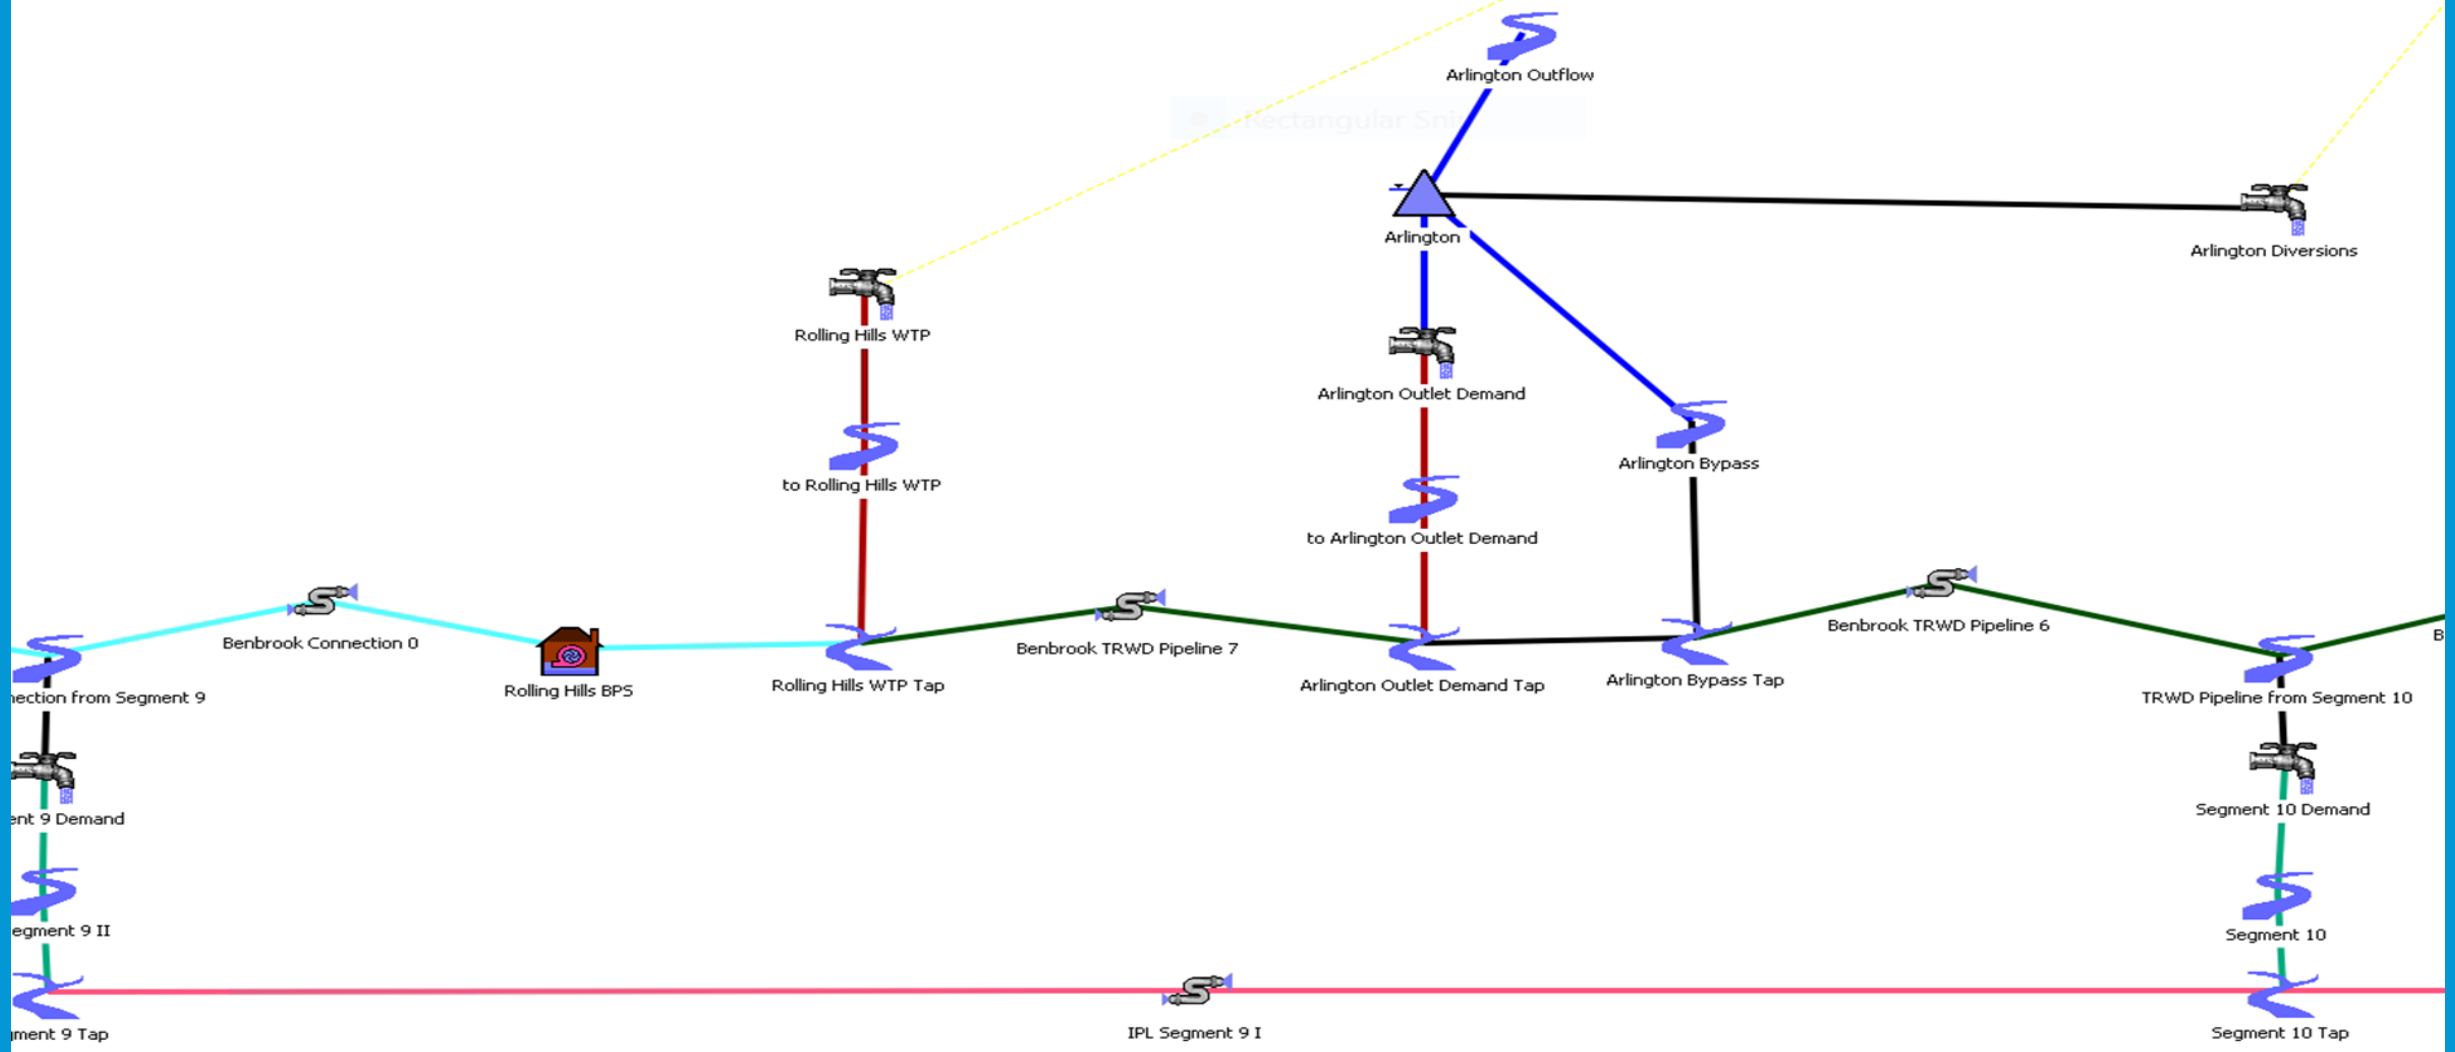 Arlington Outflow
Rectangular Sni
Arlington
Arlington Diversions
Rolling Hills WTP
Arlington Outlet Demand
Arlington Bypass
to Rolling Hills WTP
to Arlington Outlet Demand
Benbrook Connection 0
Benbrook TRWD Pipeline 7
Benbrook TRWD Pipeline 6
B
nection from Segment 9
Rolling Hills BPS
Rolling Hills WTP Tap
Arlington Outlet Demand Tap
Arlington Bypass Tap
TRWD Pipeline from Segment 10
ent 9 Demand
Segment 10 Demand
egment 9 II
Segment 10
gment 9 Tap
IPL Segment 9 I
Segment 10 Tap